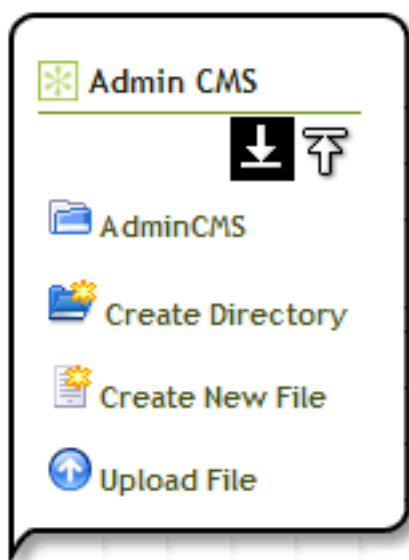 Admin CMS
AdminCMS
Create Directory
Create New File
Upload File